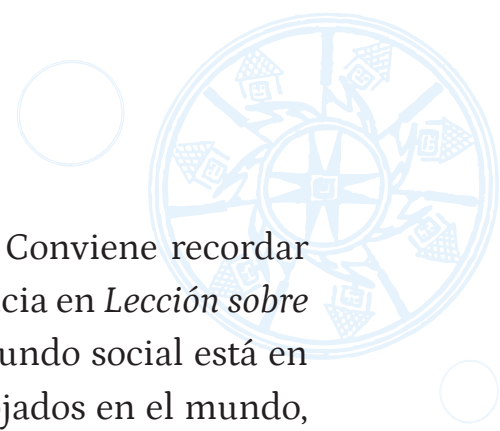 Conviene recordar
cia en Lección sobre
undo social está en
jados en el mundo,